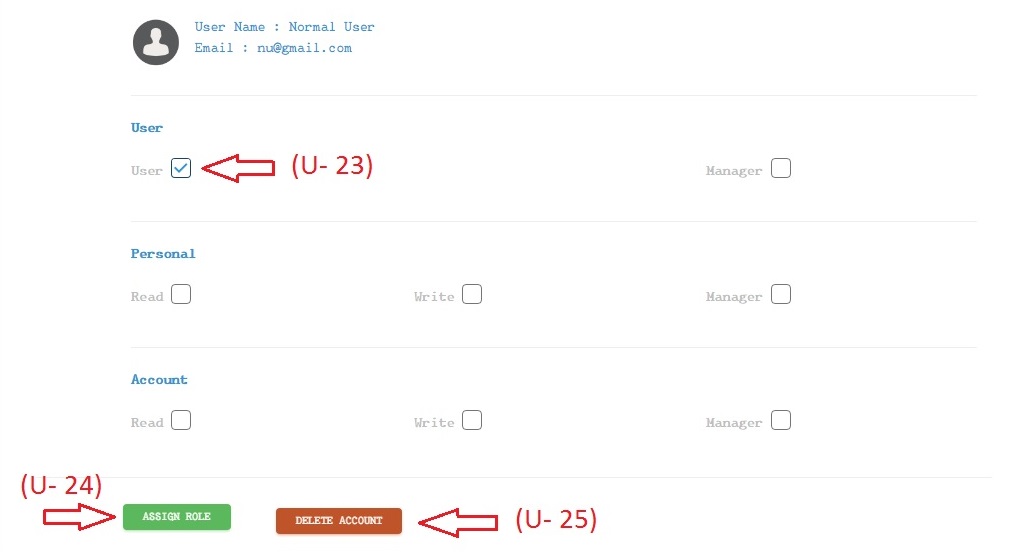 User Name : Normal User
Email : nu@gmail.com
User
User (U- 23) Manager
Personal
Read Write Manager
Account
Read Write Manager
(U- 24)
ASSIGN ROLE DELETE ACCOUNT (U- 25)